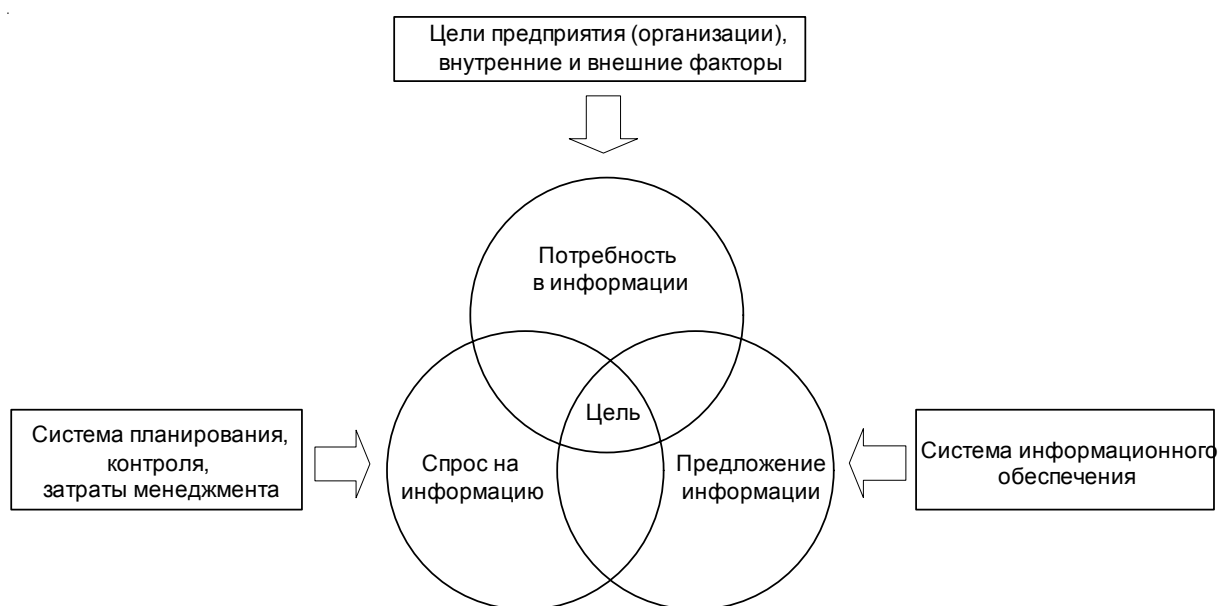 Цели предприятия (организации),
внутренние и внешние факторы
Потребность
в информации
Цель
Система планирования,
контроля,
затраты менеджмента
Спрос на
информацию
Предложение
информации
Система информационного
обеспечения